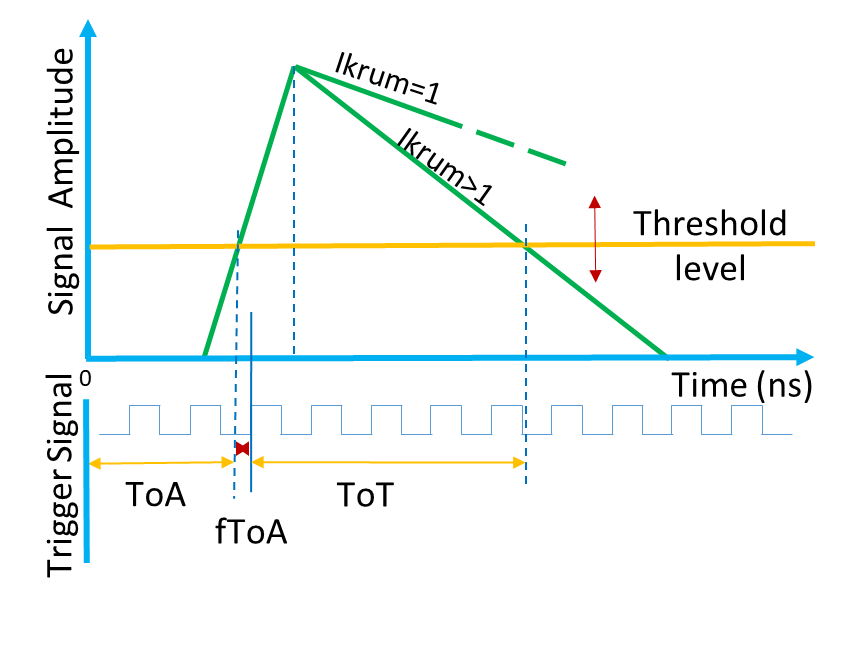 Signal Amplitude
Ikrum=1
Ikrum>1
Threshold
level
0
Time (ns)
Trigger Signal
ToA
ToT
fToA